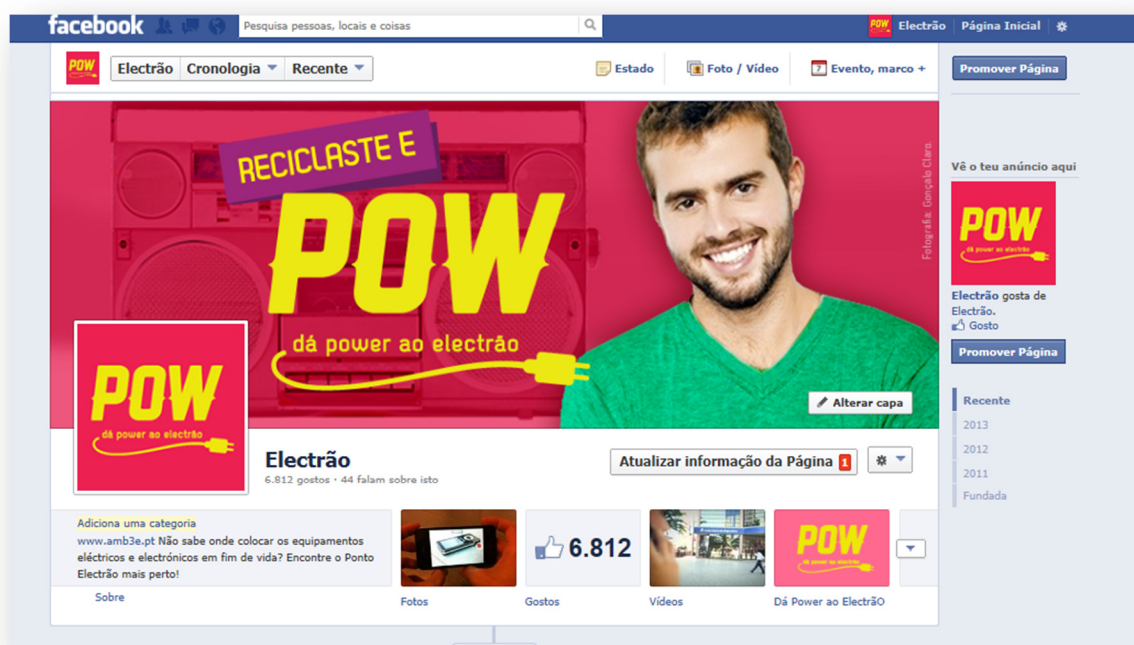 facebook
Pesquisa pessoas, locais e coisas
POW Electrão Página Inicial
POW
Electrão Cronologia Recente
Estado Foto / Vídeo 7 Evento, marco +
Promover Página
RECICLASTE E
POW
dá power ao electrão
Fotografia: Gonçalo Claro.
Alterar capa
POW
dá power ao electrão
Vê o teu anúncio aqui
POW
dá power ao electrão
Electrão gosta de
Electrão.
Gosto
Promover Página
Recente
2013
2012
2011
Fundada
Electrão
6.812 gostos · 44 falam sobre isto
Atualizar informação da Página 1
Adiciona uma categoria
www.amb3e.pt Não sabe onde colocar os equipamentos
eléctricos e electrónicos em fim de vida? Encontre o Ponto
Electrão mais perto!
Sobre
Fotos
6.812
Gostos
Vídeos
POW
dá power ao electrão
Dá Power ao ElectrãO